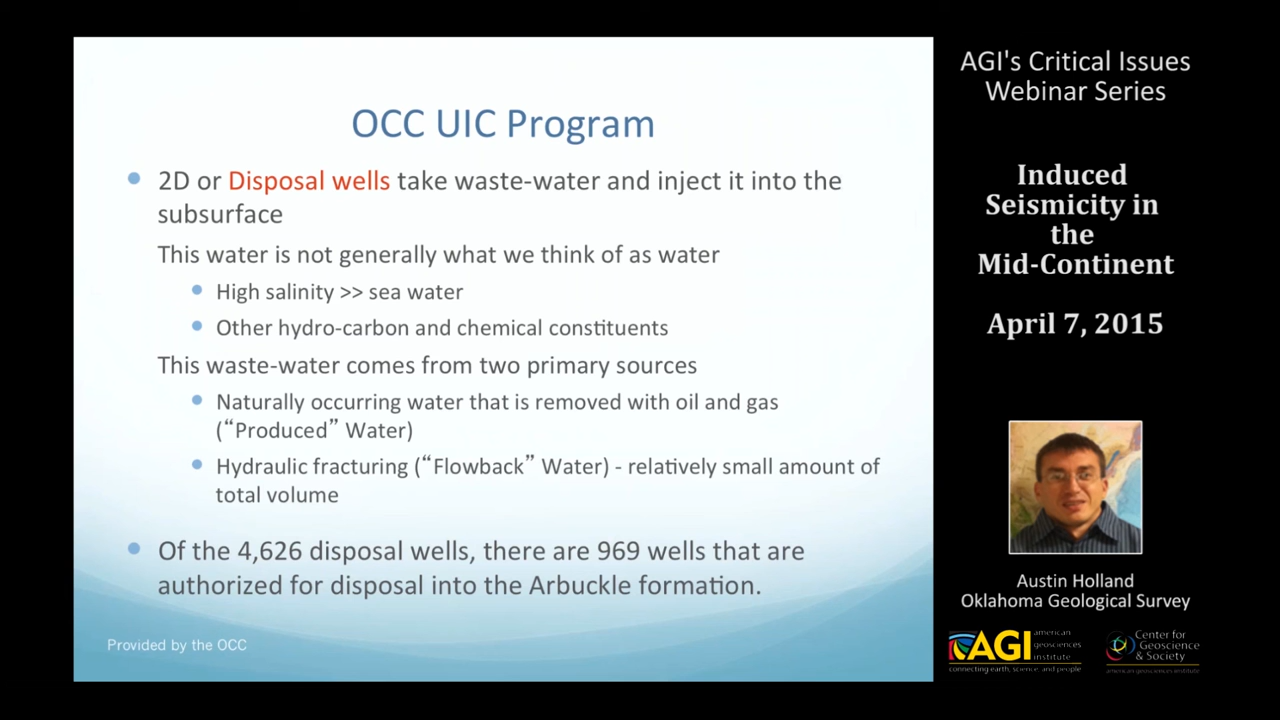 OCC UIC Program
2D or Disposal wells take waste-water and inject it into the
subsurface
This water is not generally what we think of as water
High salinity >> sea water
Other hydro-carbon and chemical constituents
This waste-water comes from two primary sources
Naturally occurring water that is removed with oil and gas
(“Produced” Water)
Hydraulic fracturing (“Flowback” Water) - relatively small amount of
total volume
Of the 4,626 disposal wells, there are 969 wells that are
authorized for disposal into the Arbuckle formation.
Provided by the OCC
AGI's Critical Issues
Webinar Series
Induced
Seismicity in
the
Mid-Continent
April 7, 2015
Austin Holland
Oklahoma Geological Survey
AGI
american
geosciences
institute
connecting earth, science, and people
Center for
Geoscience
& Society
american geosciences institute